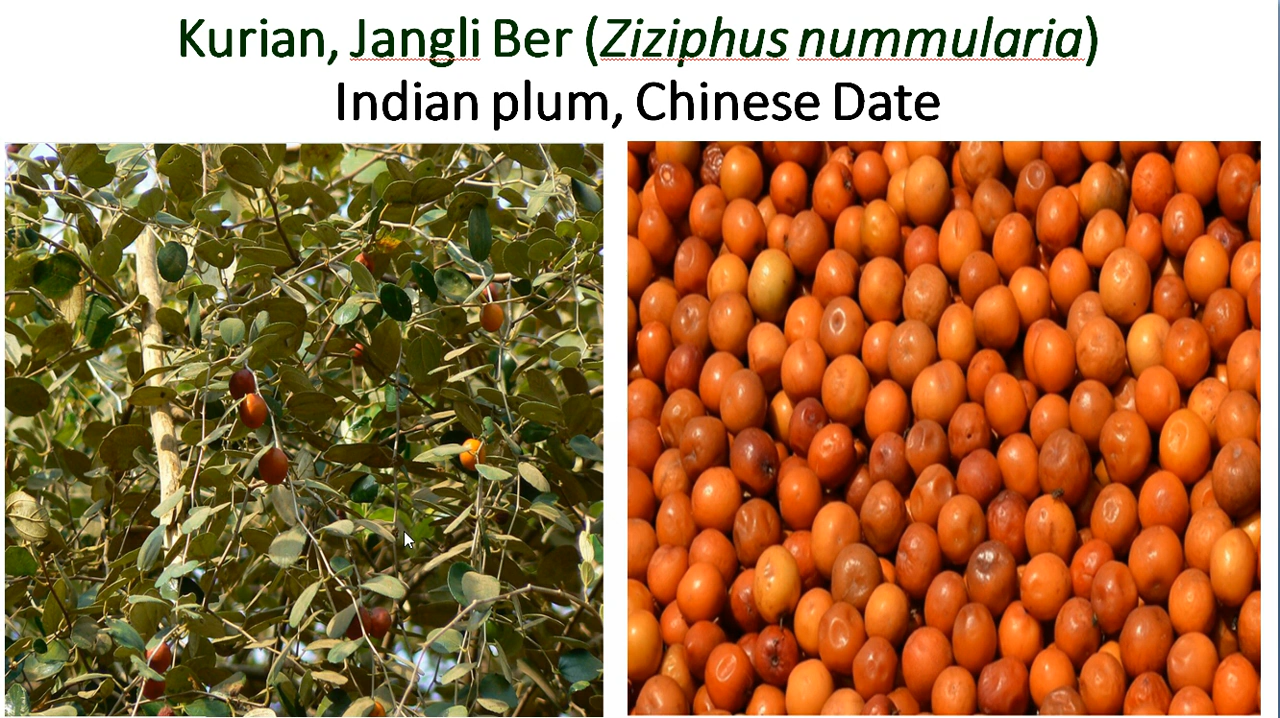 Kurian, Jangli Ber (Ziziphus nummularia)
Indian plum, Chinese Date